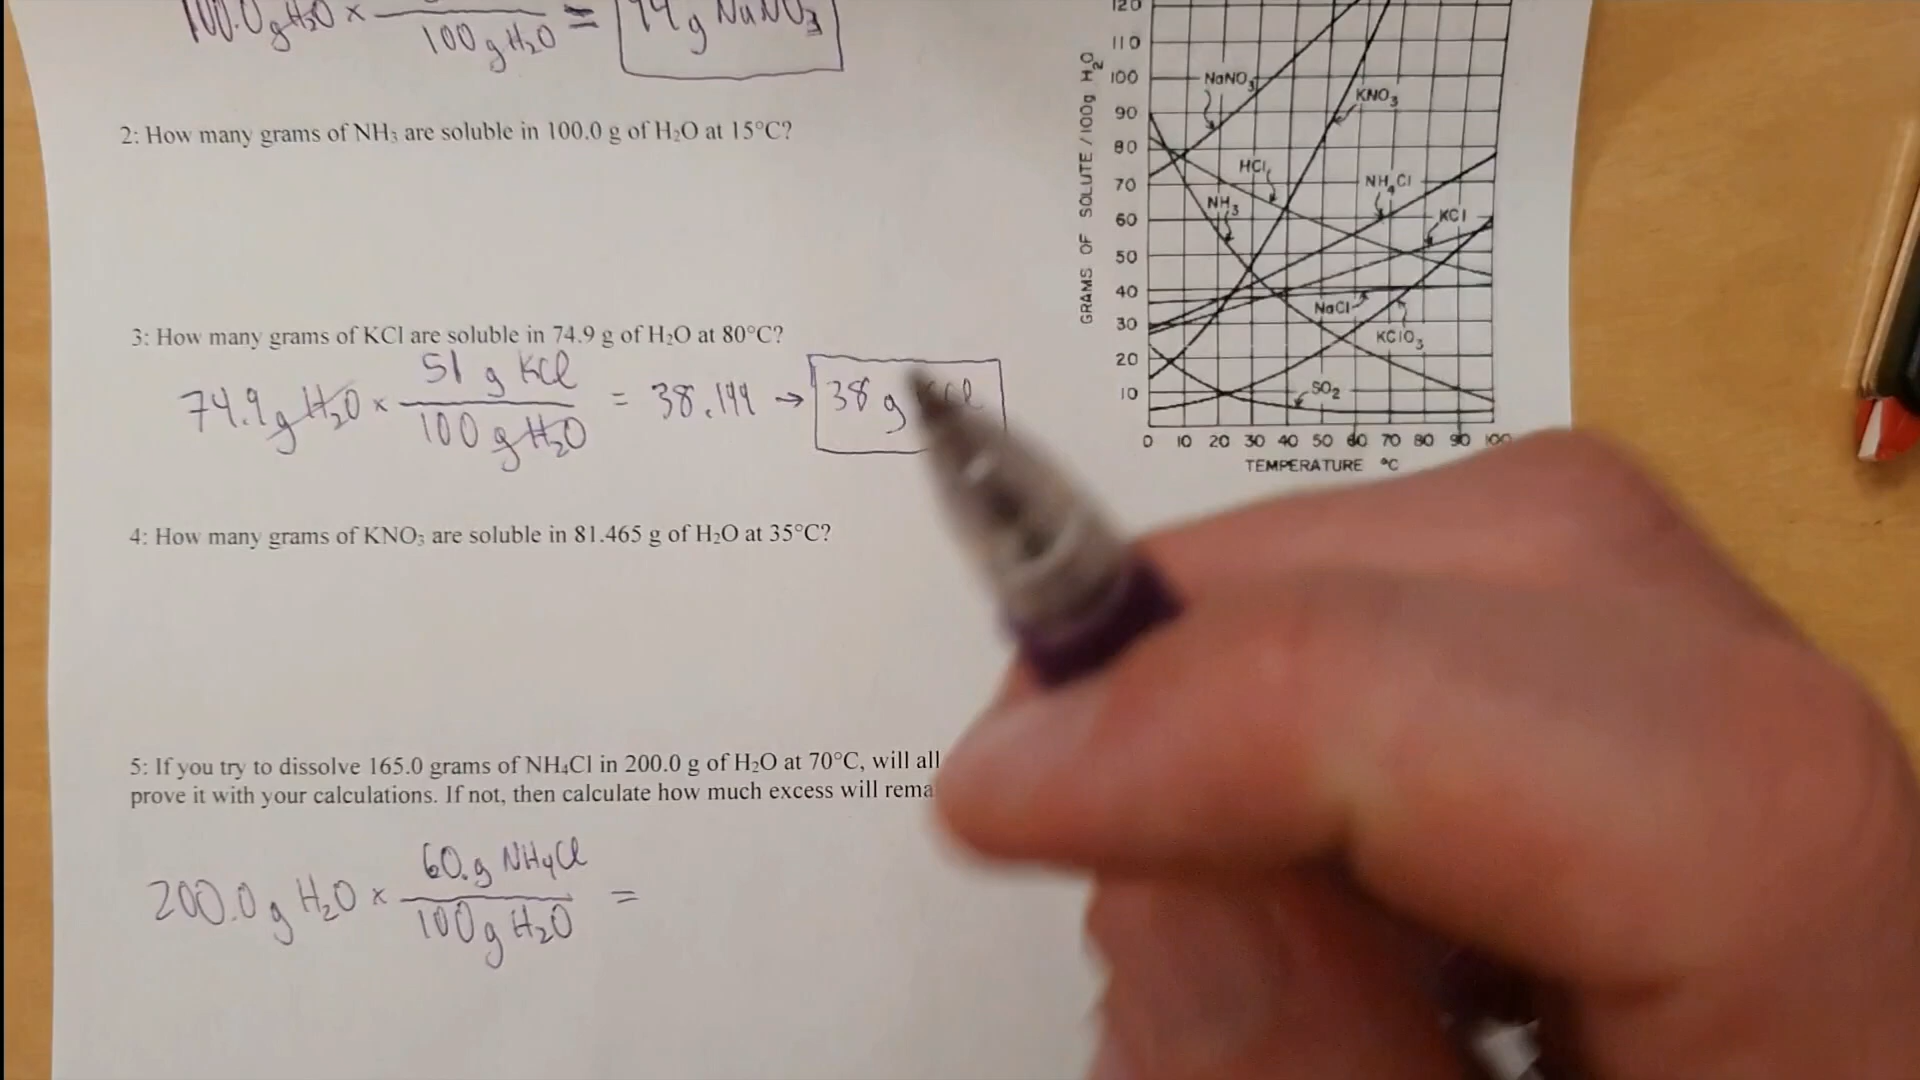 100.0 g H2O × 100 g H2O = g NaNO3
2: How many grams of NH3 are soluble in 100.0 g of H2O at 15°C?
3: How many grams of KCl are soluble in 74.9 g of H2O at 80°C?
51 g KCl
74.9 g H2O × = 38.199 → 38 g
100 g H2O
4: How many grams of KNO3 are soluble in 81.465 g of H2O at 35°C?
5: If you try to dissolve 165.0 grams of NH4Cl in 200.0 g of H2O at 70°C, will all
prove it with your calculations. If not, then calculate how much excess will
60. g NH4Cl
200.0 g H2O × =
100 g H2O
GRAMS OF SOLUTE / 100g H2O
120
110
100
90
80
70
60
50
40
30
20
10
NaNO3
KNO3
HCl
NH4Cl
NH3
KCl
NaCl
KClO3
SO2
0 10 20 30 40 50 60 70 80 90 100
TEMPERATURE °C